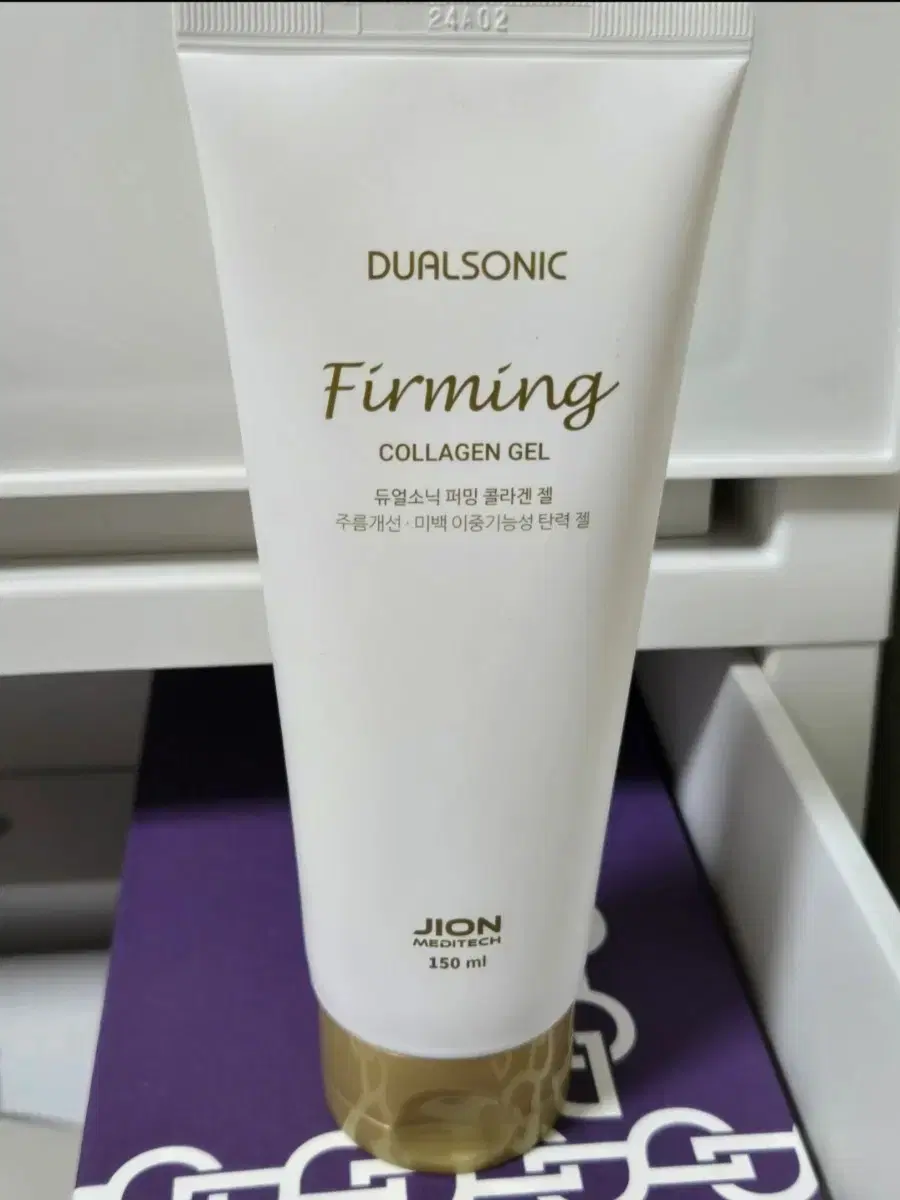 24A02
DUALSONIC
Firming
COLLAGEN GEL
듀얼소닉 퍼밍 콜라겐 젤
주름개선·미백 이중기능성 탄력 젤
JION
MEDITECH
150 ml